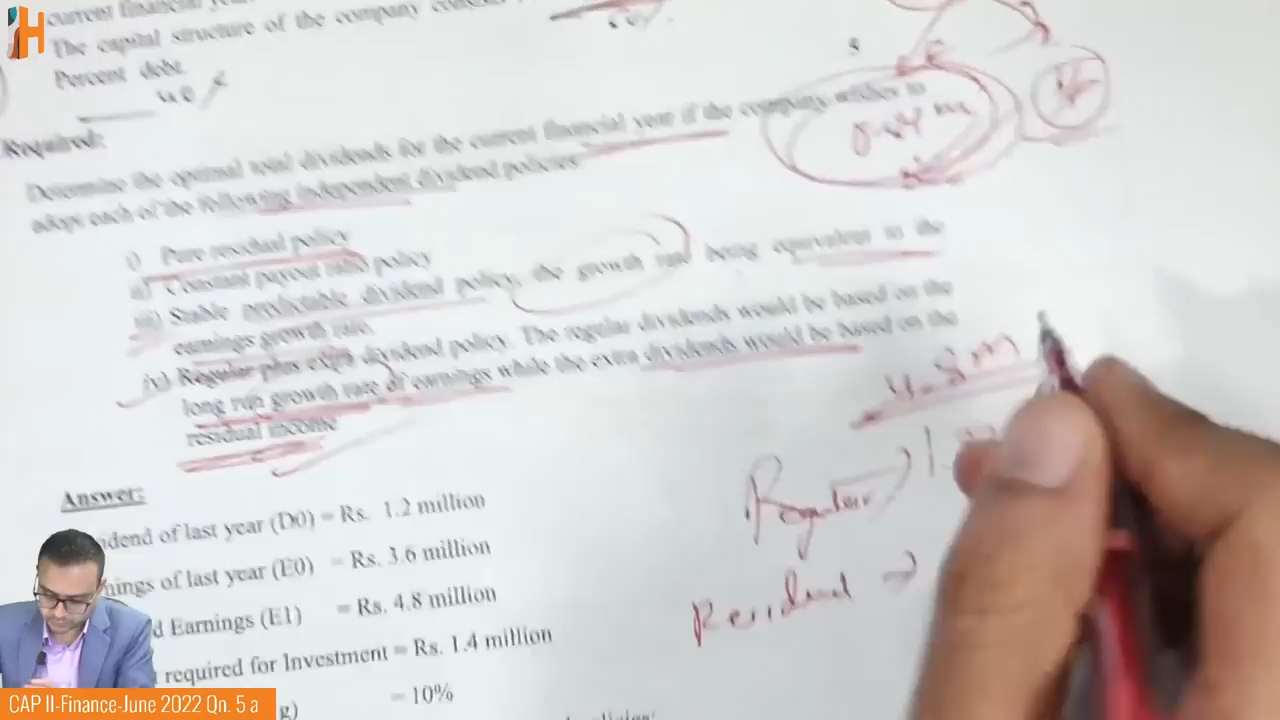 current financial
The capital structure of the company
Percent debt.
Required:
Determine the optimal total dividends for the current financial year if the company wishes to
adopt each of the following independent dividend policies:
i) Pure residual policy
ii) Constant payout ratio policy
iii) Stable predictable dividend policy, the growth rate being equivalent to the
earnings growth rate.
iv) Regular plus extra dividend policy. The regular dividends would be based on the
long run growth rate of earnings while the extra dividends would be based on the
residual income
4.8m
Regular →
Residual →
Answer:
idend of last year (D0) = Rs. 1.2 million
nings of last year (E0) = Rs. 3.6 million
d Earnings (E1) = Rs. 4.8 million
required for Investment = Rs. 1.4 million
g) = 10%
H
CAP II-Finance-June 2022 Qn. 5 a